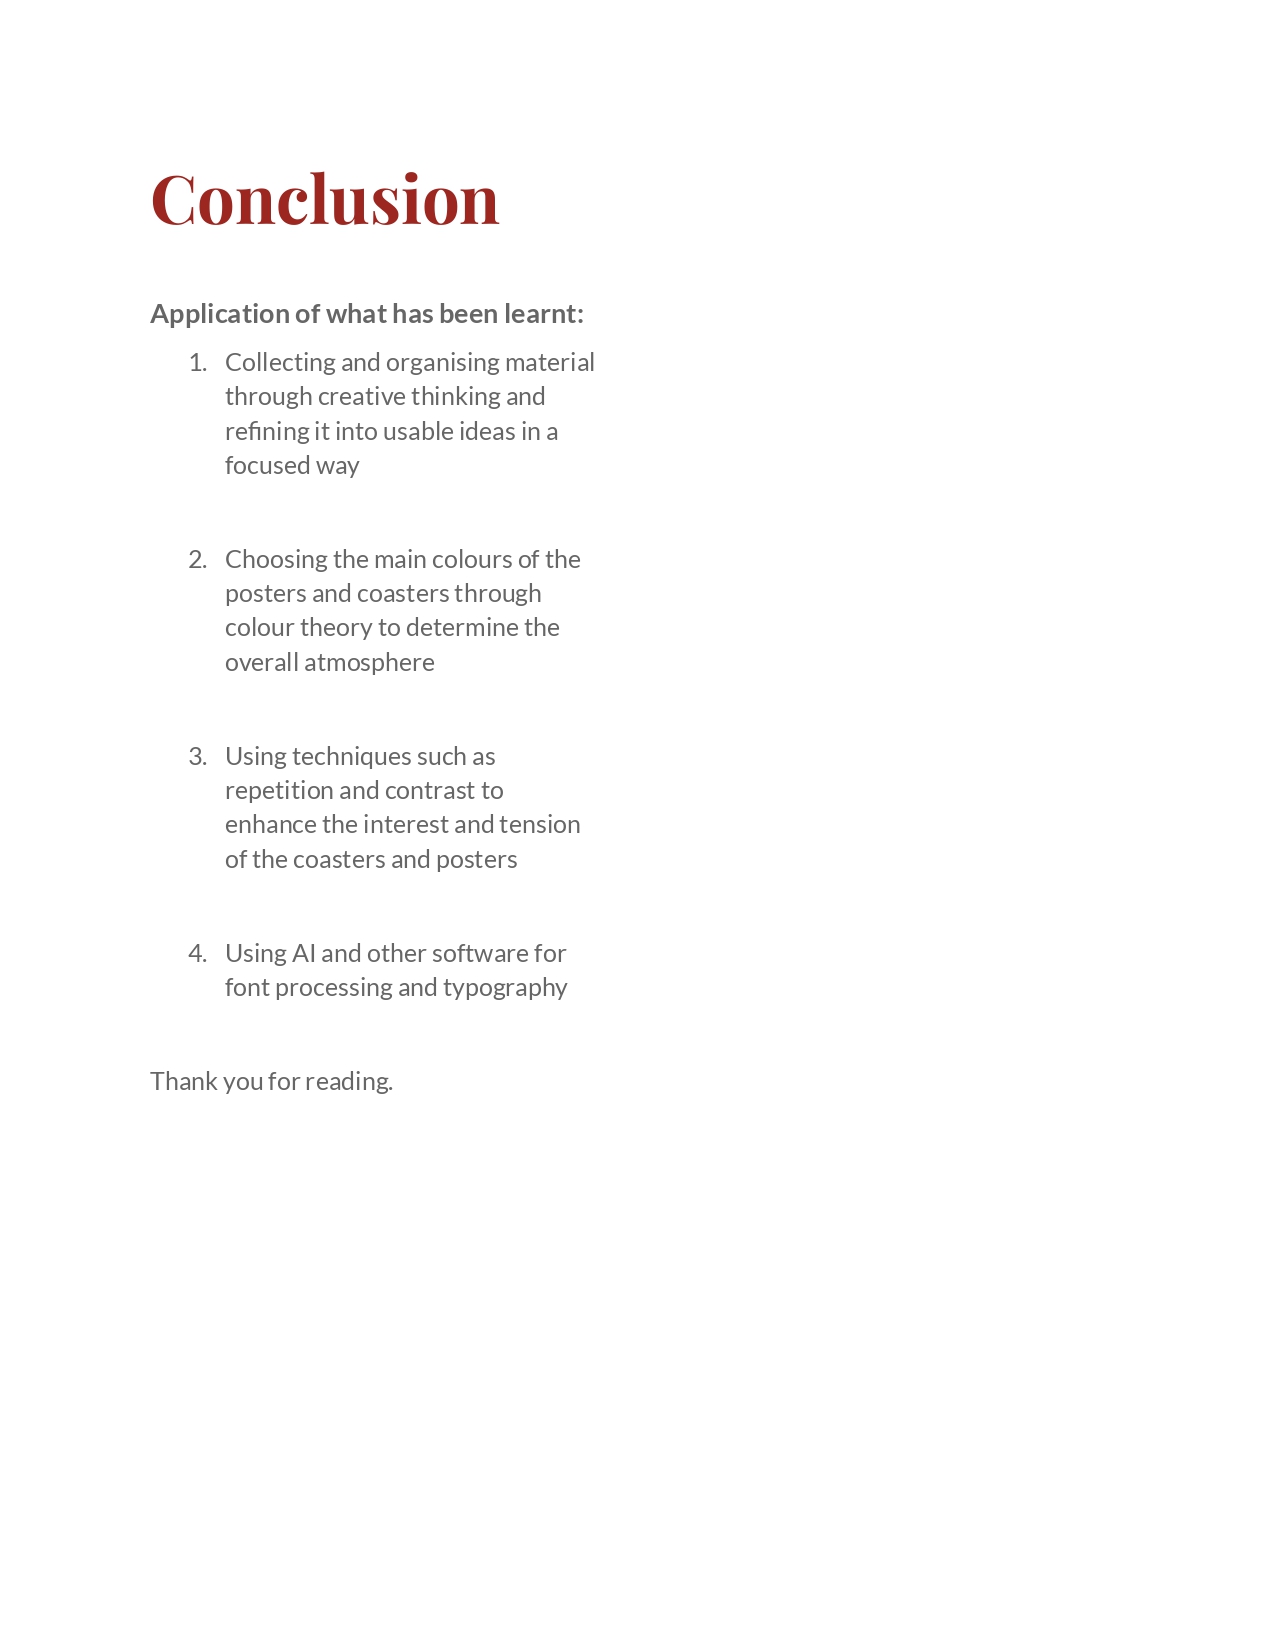 Conclusion
Application of what has been learnt:
1. Collecting and organising material
through creative thinking and
refining it into usable ideas in a
focused way
2. Choosing the main colours of the
posters and coasters through
colour theory to determine the
overall atmosphere
3. Using techniques such as
repetition and contrast to
enhance the interest and tension
of the coasters and posters
4. Using AI and other software for
font processing and typography
Thank you for reading.